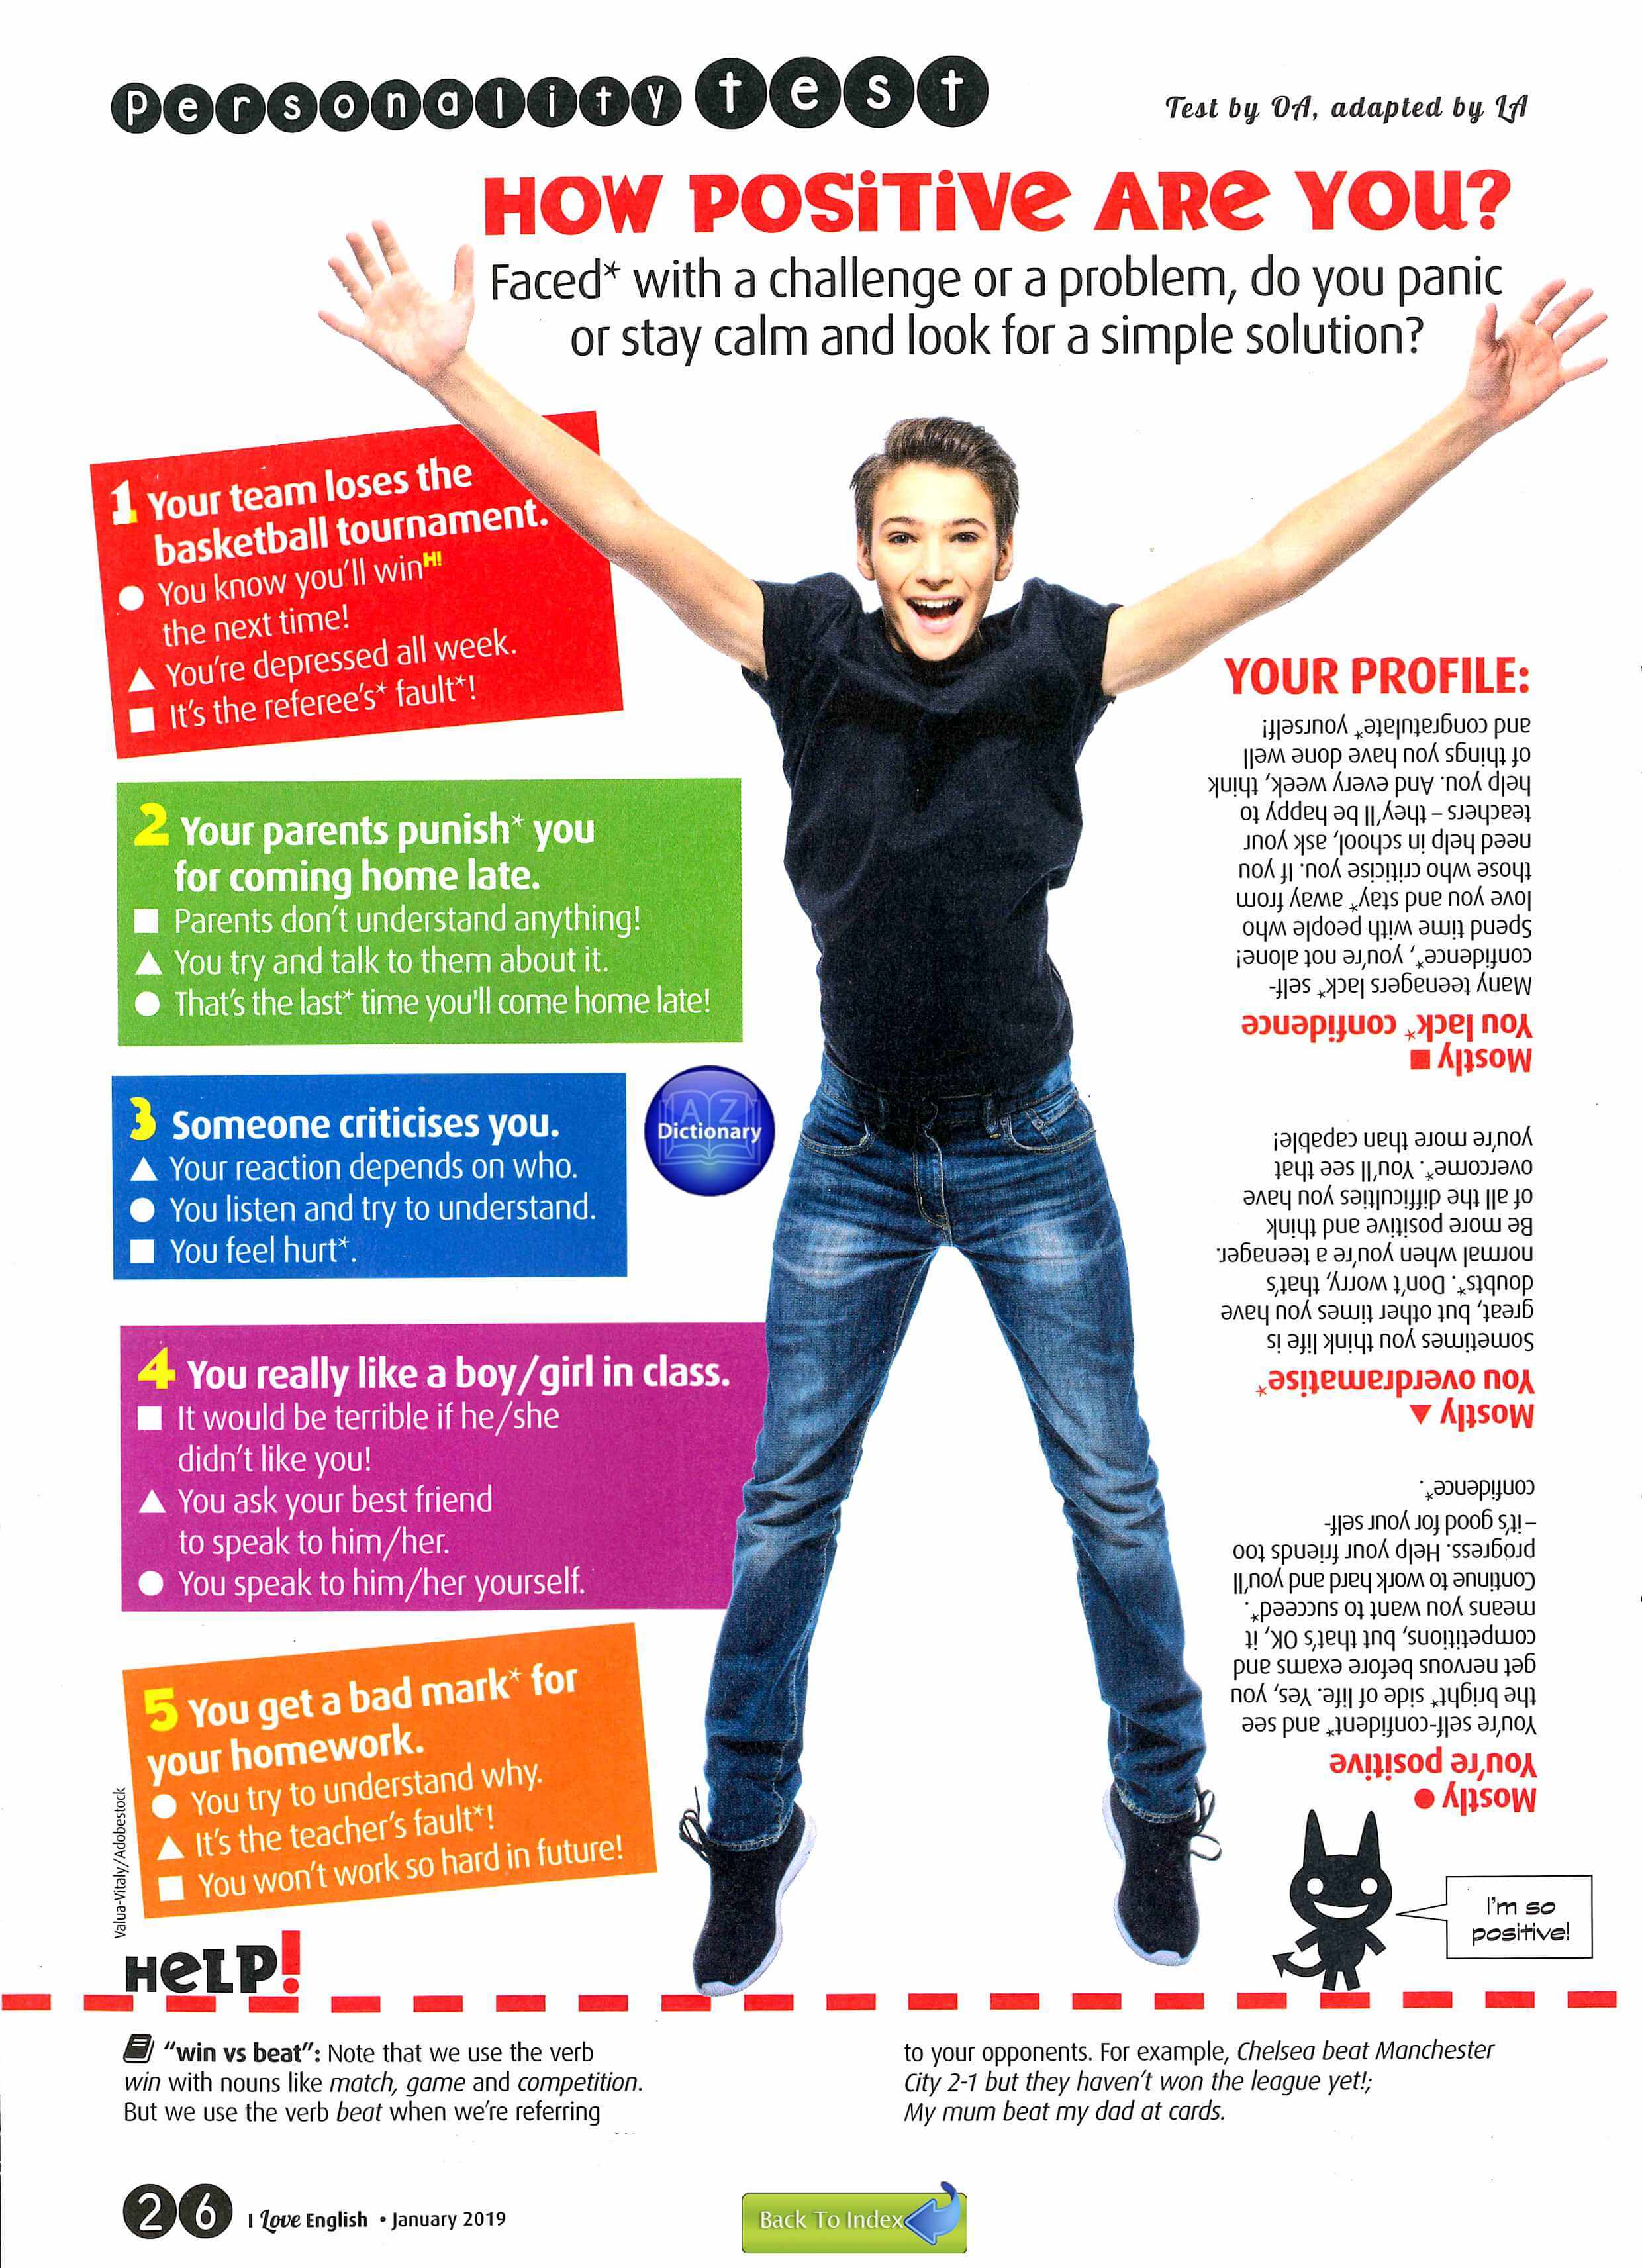 personality test
Test by OA, adapted by LA
HOW POSITIVE ARE YOU?
Faced* with a challenge or a problem, do you panic
or stay calm and look for a simple solution?
1 Your team loses the
basketball tournament.
● You know you'll win H!
the next time!
▲ You're depressed all week.
■ It's the referee's* fault*!
2 Your parents punish* you
for coming home late.
■ Parents don't understand anything!
▲ You try and talk to them about it.
● That's the last* time you'll come home late!
3 Someone criticises you.
▲ Your reaction depends on who.
● You listen and try to understand.
■ You feel hurt*.
A Z
Dictionary
4 You really like a boy/girl in class.
■ It would be terrible if he/she
didn't like you!
▲ You ask your best friend
to speak to him/her.
● You speak to him/her yourself.
5 You get a bad mark* for
your homework.
● You try to understand why.
▲ It's the teacher's fault*!
■ You won't work so hard in future!
Valua-Vitaly/Adobestock
YOUR PROFILE:
Mostly ●
You're positive
You're self-confident* and see
the bright* side of life. Yes, you
get nervous before exams and
competitions, but that's OK, it
means you want to succeed*.
Continue to work hard and you'll
progress. Help your friends too
– it's good for your self-
confidence*.
Mostly ▲
You overdramatise*
Sometimes you think life is
great, but other times you have
doubts*. Don't worry, that's
normal when you're a teenager.
Be more positive and think
of all the difficulties you have
overcome*. You'll see that
you're more than capable!
Mostly ■
You lack* confidence
Many teenagers lack* self-
confidence*, you're not alone!
Spend time with people who
love you and stay* away from
those who criticise you. If you
need help in school, ask your
teachers – they'll be happy to
help you. And every week, think
of things you have done well
and congratulate* yourself!
I'm so
positive!
HELP!
"win vs beat": Note that we use the verb
win with nouns like match, game and competition.
But we use the verb beat when we're referring
to your opponents. For example, Chelsea beat Manchester
City 2-1 but they haven't won the league yet!;
My mum beat my dad at cards.
26 I Love English • January 2019
Back To Index